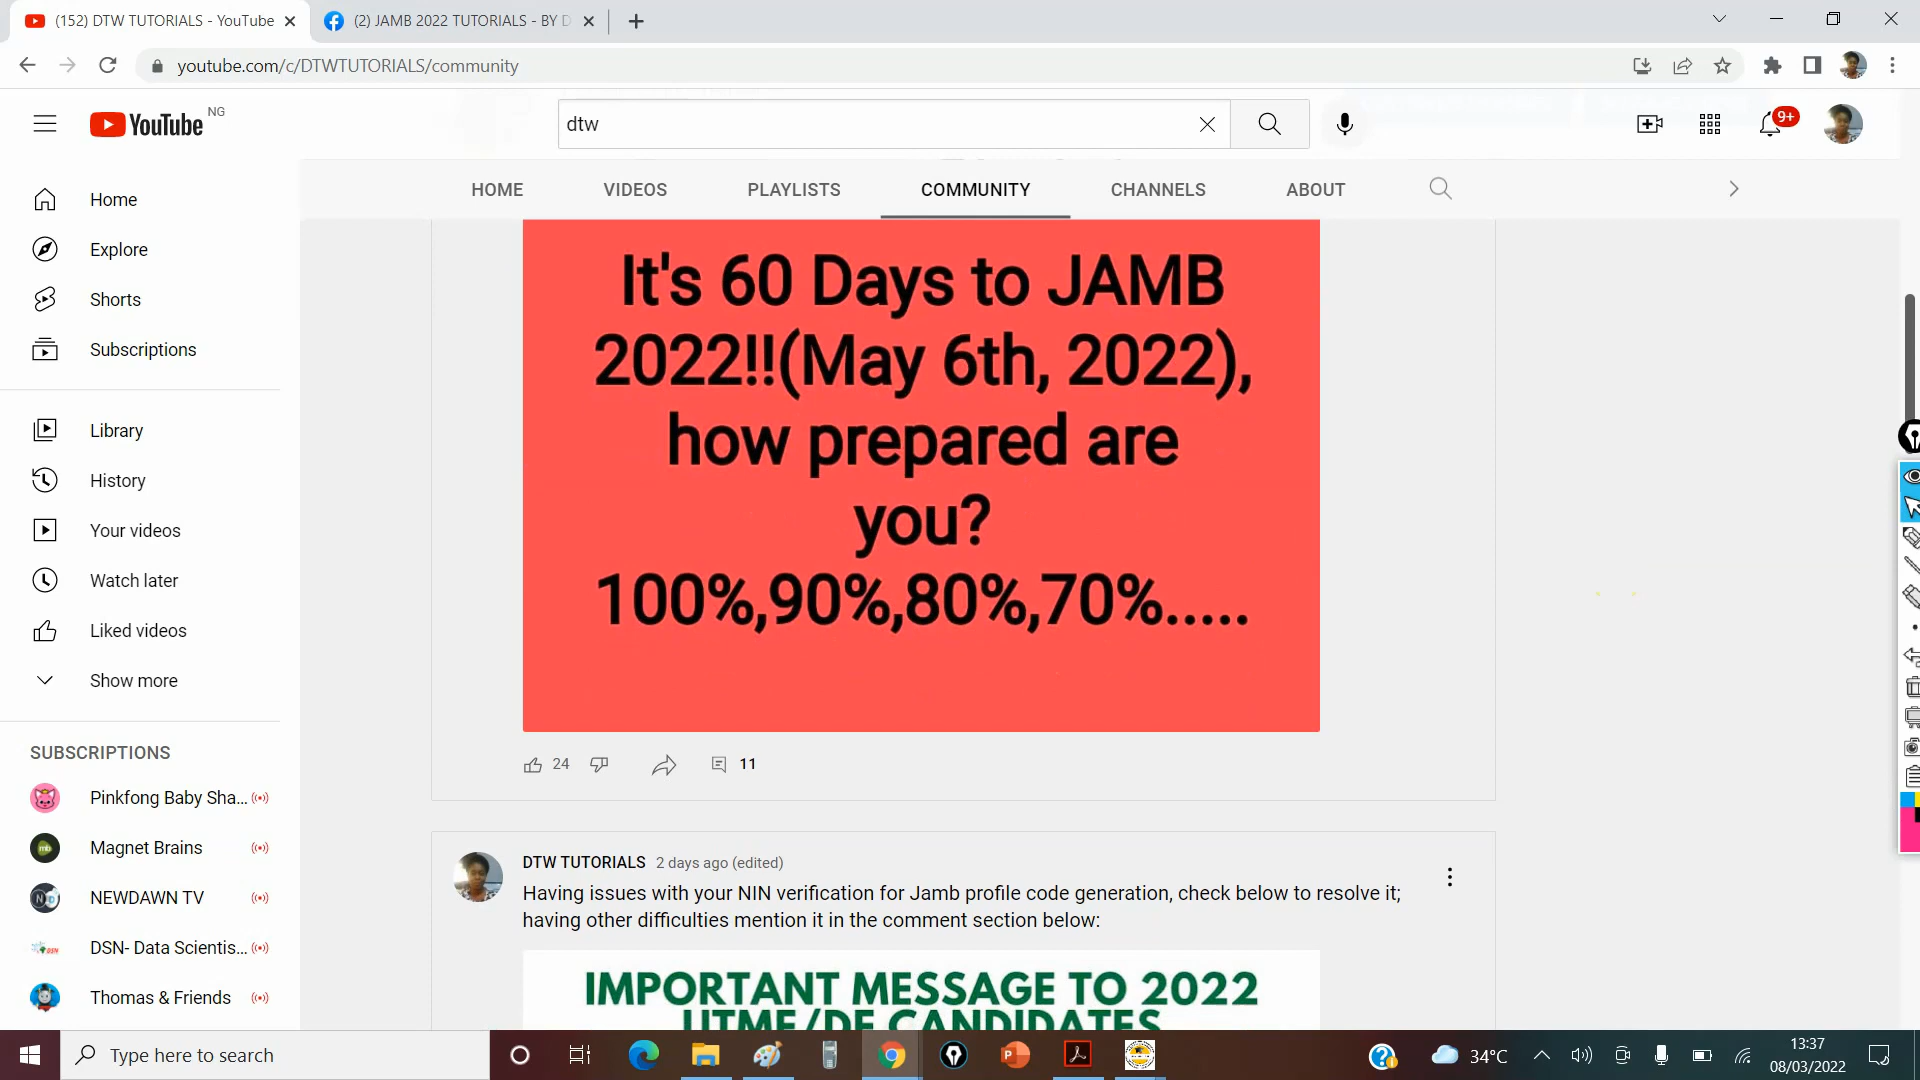 (152) DTW TUTORIALS - YouTube
(2) JAMB 2022 TUTORIALS - BY D
youtube.com/c/DTWTUTORIALS/community
YouTube NG
dtw
9+
HOME VIDEOS PLAYLISTS COMMUNITY CHANNELS ABOUT
Home
Explore
Shorts
Subscriptions
Library
History
Your videos
Watch later
Liked videos
Show more
SUBSCRIPTIONS
Pinkfong Baby Sha...
Magnet Brains
NEWDAWN TV
DSN- Data Scientis...
Thomas & Friends
It's 60 Days to JAMB
2022!!(May 6th, 2022),
how prepared are
you?
100%,90%,80%,70%.....
24 11
DTW TUTORIALS 2 days ago (edited)
Having issues with your NIN verification for Jamb profile code generation, check below to resolve it;
having other difficulties mention it in the comment section below:
IMPORTANT MESSAGE TO 2022
UTME/DE CANDIDATES
Type here to search
34°C
13:37
08/03/2022